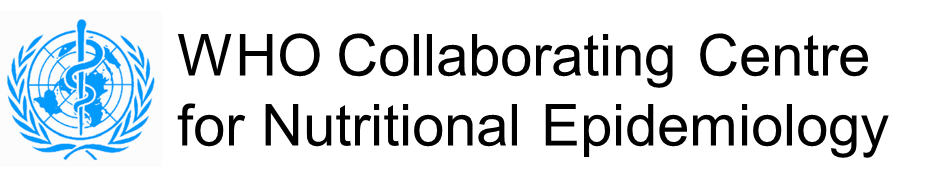 WHO Collaborating Centre
for Nutritional Epidemiology